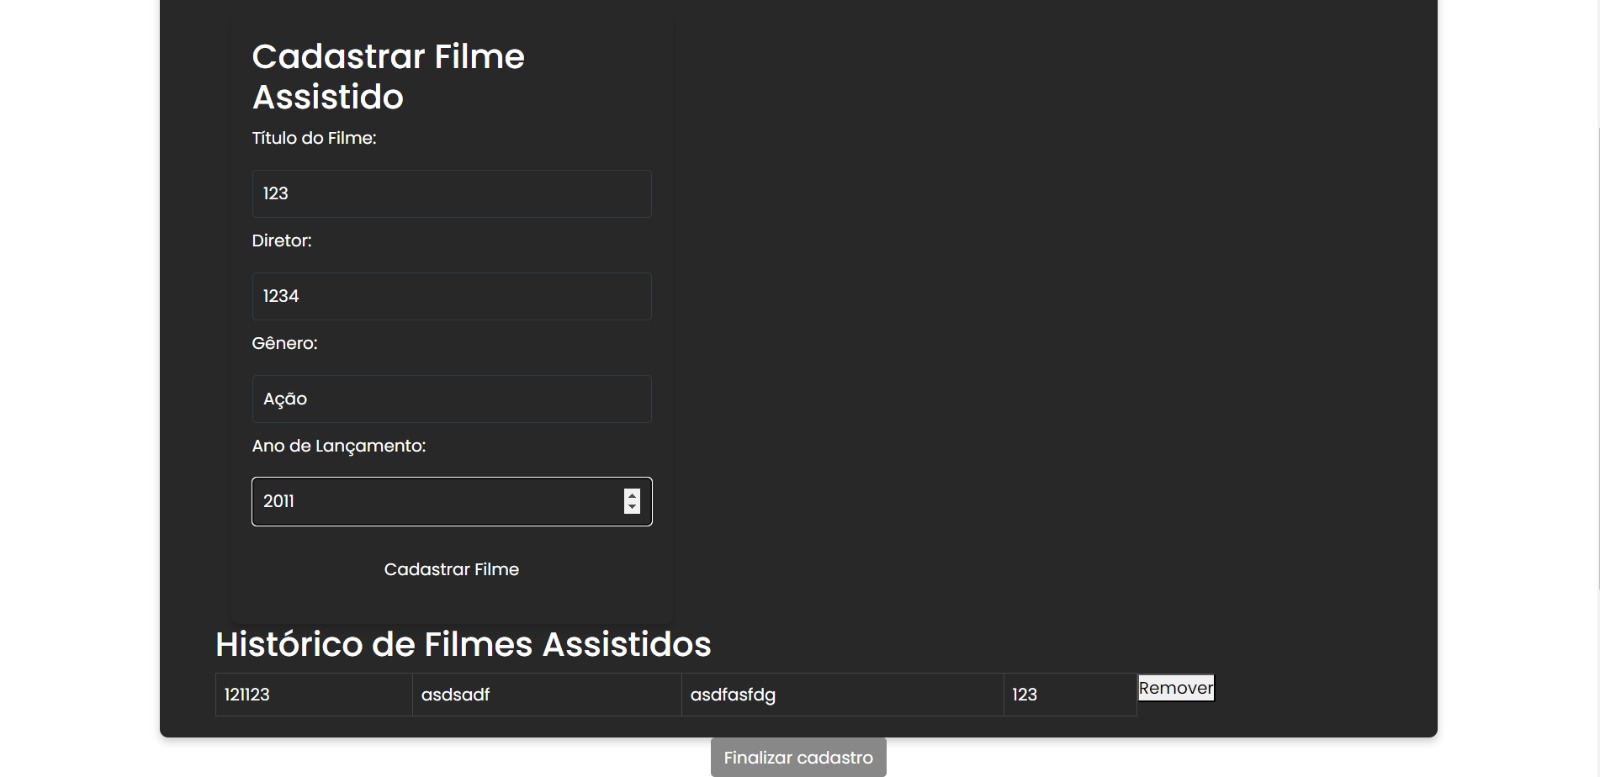 Cadastrar Filme
Assistido
Título do Filme:
123
Diretor:
1234
Gênero:
Ação
Ano de Lançamento:
2011
Cadastrar Filme
Histórico de Filmes Assistidos
121123 asdsadf asdfasfdg 123 Remover
Finalizar cadastro